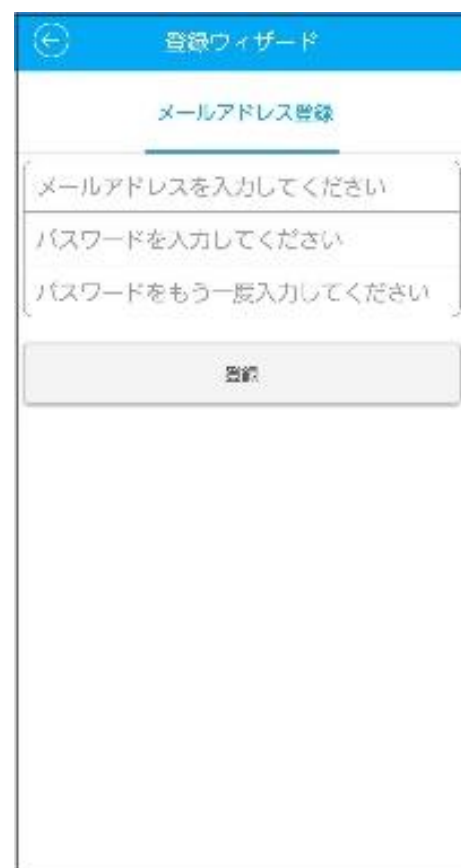 登録ウィザード
メールアドレス登録
メールアドレスを入力してください
パスワードを入力してください
パスワードをもう一度入力してください
登録